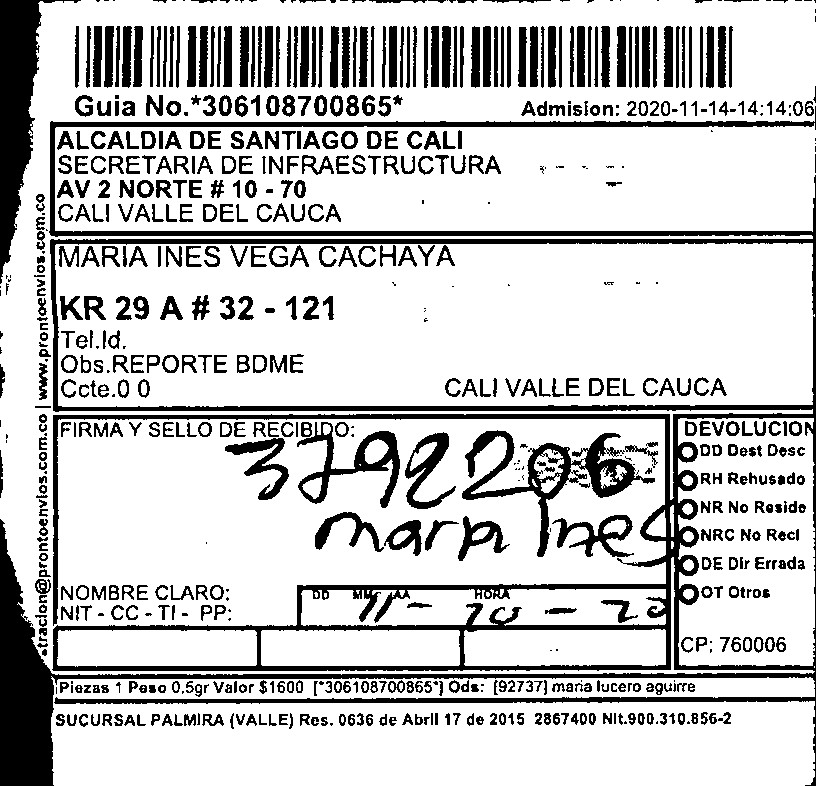 Guia No.*306108700865*
Admision: 2020-11-14-14:14:06
ALCALDIA DE SANTIAGO DE CALI
SECRETARIA DE INFRAESTRUCTURA
AV 2 NORTE # 10 - 70
CALI VALLE DEL CAUCA
MARIA INES VEGA CACHAYA
KR 29 A # 32 - 121
Tel.Id.
Obs.REPORTE BDME
Ccte.0 0
CALI VALLE DEL CAUCA
www.prontoenvios.com.co
tracion@prontoenvios.com.co
FIRMA Y SELLO DE RECIBIDO:
3792206
maria Ines
NOMBRE CLARO:
NIT - CC - TI - PP:
DD MM AA HORA
11 - 20 - 20
DEVOLUCION
DD Dest Desc
RH Rehusado
NR No Reside
NRC No Recl
DE Dir Errada
OT Otros
CP: 760006
Piezas 1 Peso 0.5gr Valor $1600 [*306108700865*] Ods: [92737] maria lucero aguirre
SUCURSAL PALMIRA (VALLE) Res. 0636 de Abril 17 de 2015 2867400 Nit.900.310.856-2